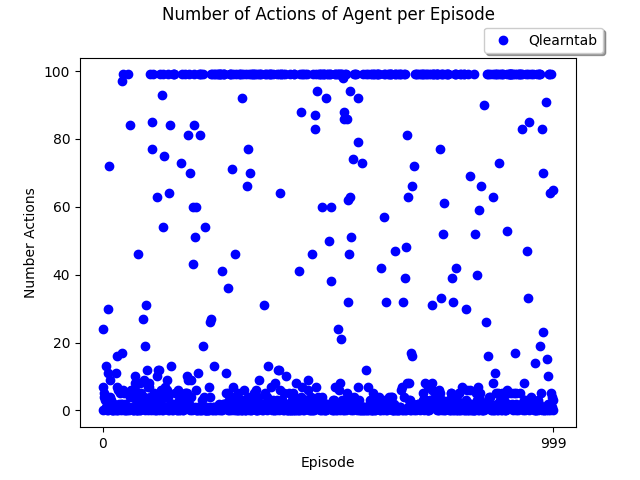 Number of Actions of Agent per Episode
Qlearntab
100
80
60
40
20
0
Number Actions
0
999
Episode